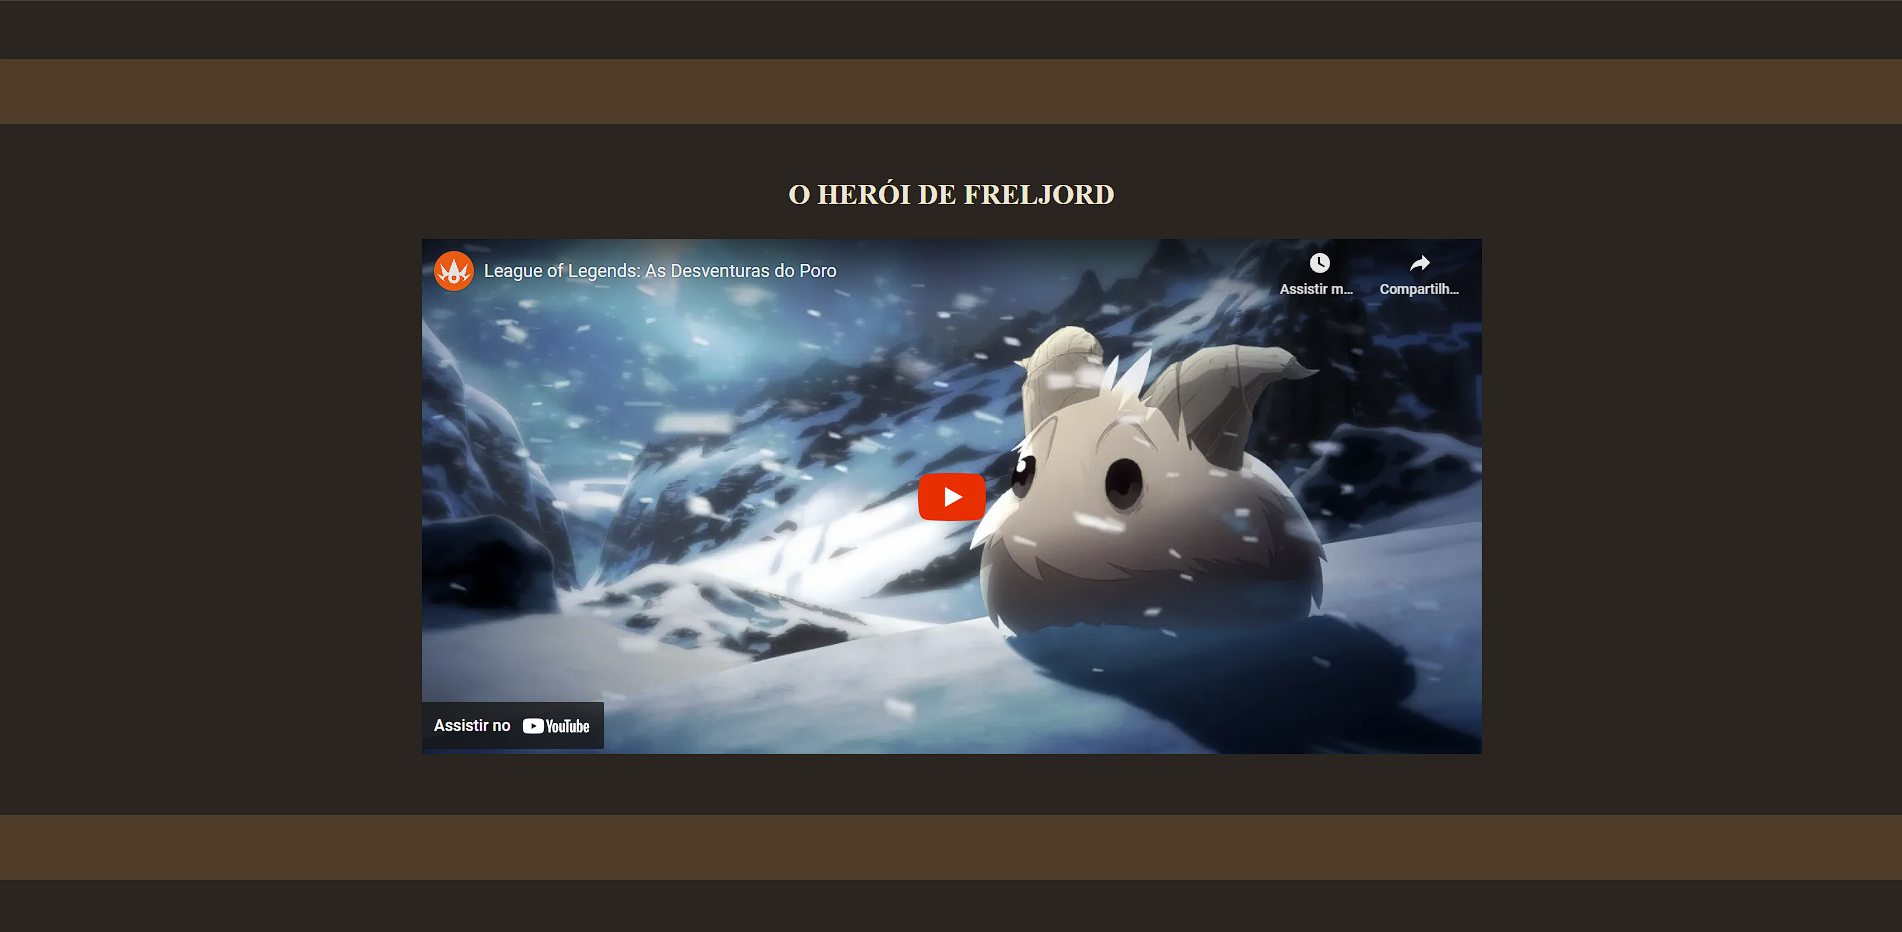 O HERÓI DE FRELJORD
League of Legends: As Desventuras do Poro
Assistir m...
Compartilh...
Assistir no YouTube